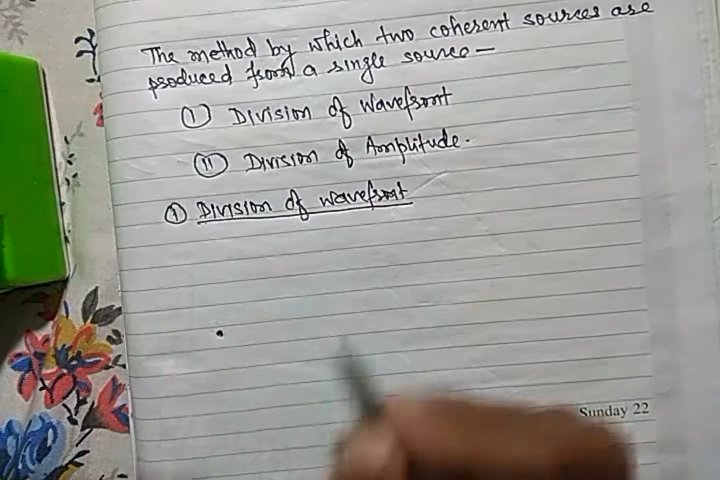 The method by which two coherent sources are
produced from a single source —
(I) Division of Wavefront
(II) Division of Amplitude.
(I) Division of wavefront
Sunday 22